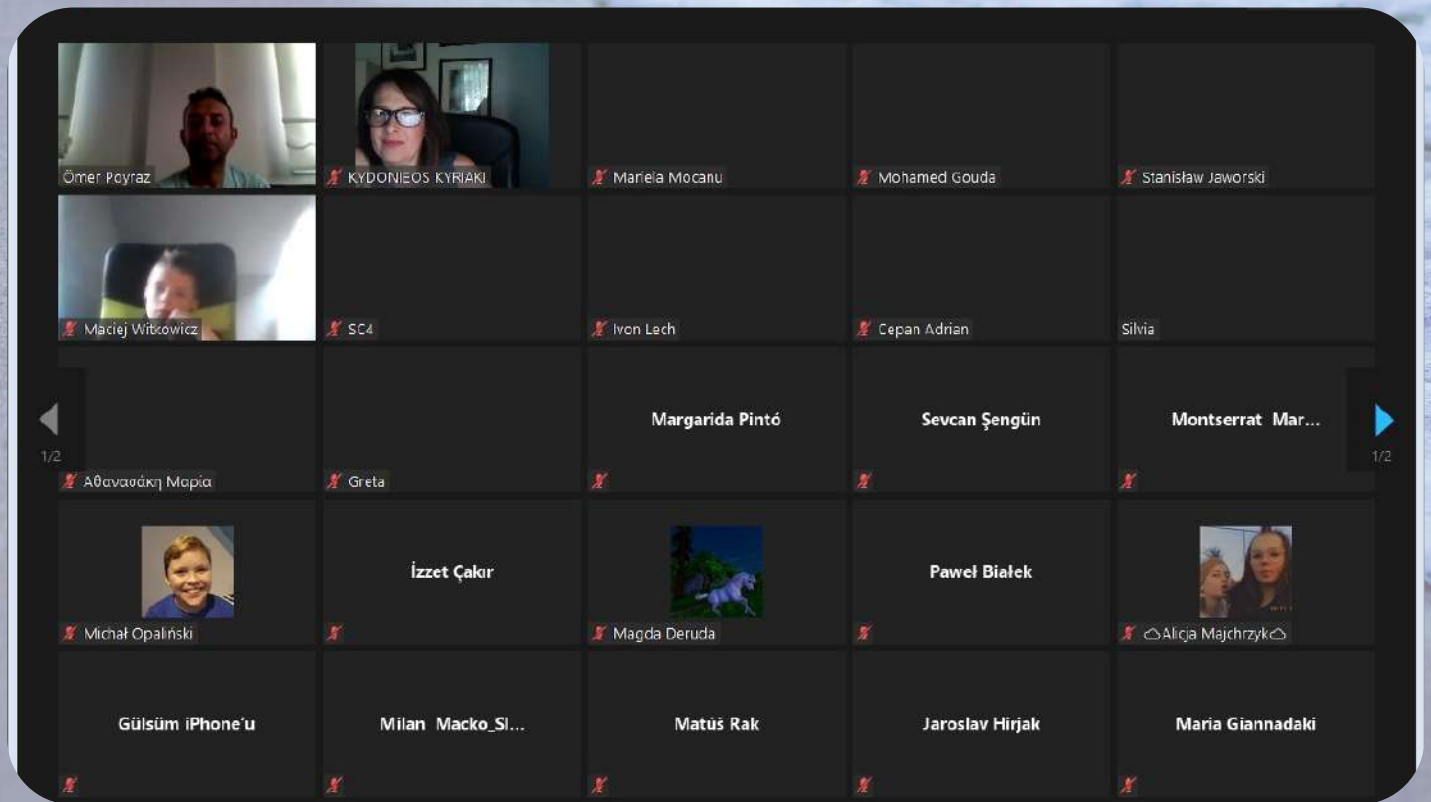 Ömer Poyraz
KYDONIEOS KYRIAKI
Mariela Mocanu
Mohamed Gouda
Stanisław Jaworski
Maciej Witkowicz
SC4
Ivon Lech
Cepan Adrian
Silvia
1/2
Αθανασάκη Μαρία
Greta
Margarida Pintó
Sevcan Şengün
Montserrat Mar...
1/2
Michał Opaliński
İzzet Çakır
Magda Deruda
Paweł Białek
Alicja Majchrzyk
Gülsüm iPhone'u
Milan Macko_Sl...
Matúš Rak
Jaroslav Hirjak
Maria Giannadaki